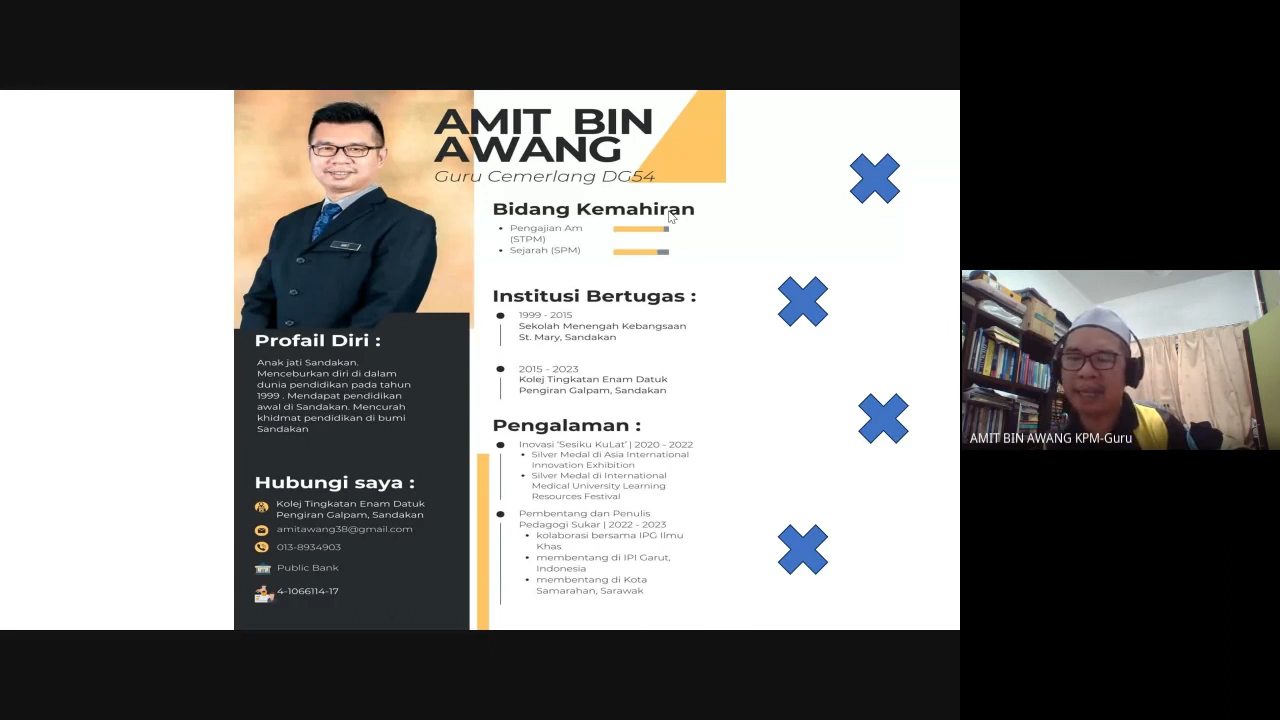 AMIT BIN
AWANG
Guru Cemerlang DG54
Bidang Kemahiran
• Pengajian Am
(STPM)
• Sejarah (SPM)
Institusi Bertugas :
1999 - 2015
Sekolah Menengah Kebangsaan
St. Mary, Sandakan
2015 - 2023
Kolej Tingkatan Enam Datuk
Pengiran Galpam, Sandakan
Pengalaman :
Inovasi 'Sesiku KuLat' | 2020 - 2022
• Silver Medal di Asia International
Innovation Exhibition
• Silver Medal di International
Medical University Learning
Resources Festival
Pembentang dan Penulis
Pedagogi Sukar | 2022 - 2023
• kolaborasi bersama IPG Ilmu
Khas
• membentang di IPI Garut,
Indonesia
• membentang di Kota
Samarahan, Sarawak
Profail Diri :
Anak jati Sandakan.
Menceburkan diri di dalam
dunia pendidikan pada tahun
1999 . Mendapat pendidikan
awal di Sandakan. Mencurah
khidmat pendidikan di bumi
Sandakan
Hubungi saya :
Kolej Tingkatan Enam Datuk
Pengiran Galpam, Sandakan
amitawang38@gmail.com
013-8934903
Public Bank
4-1066114-17
AMIT BIN AWANG KPM-Guru